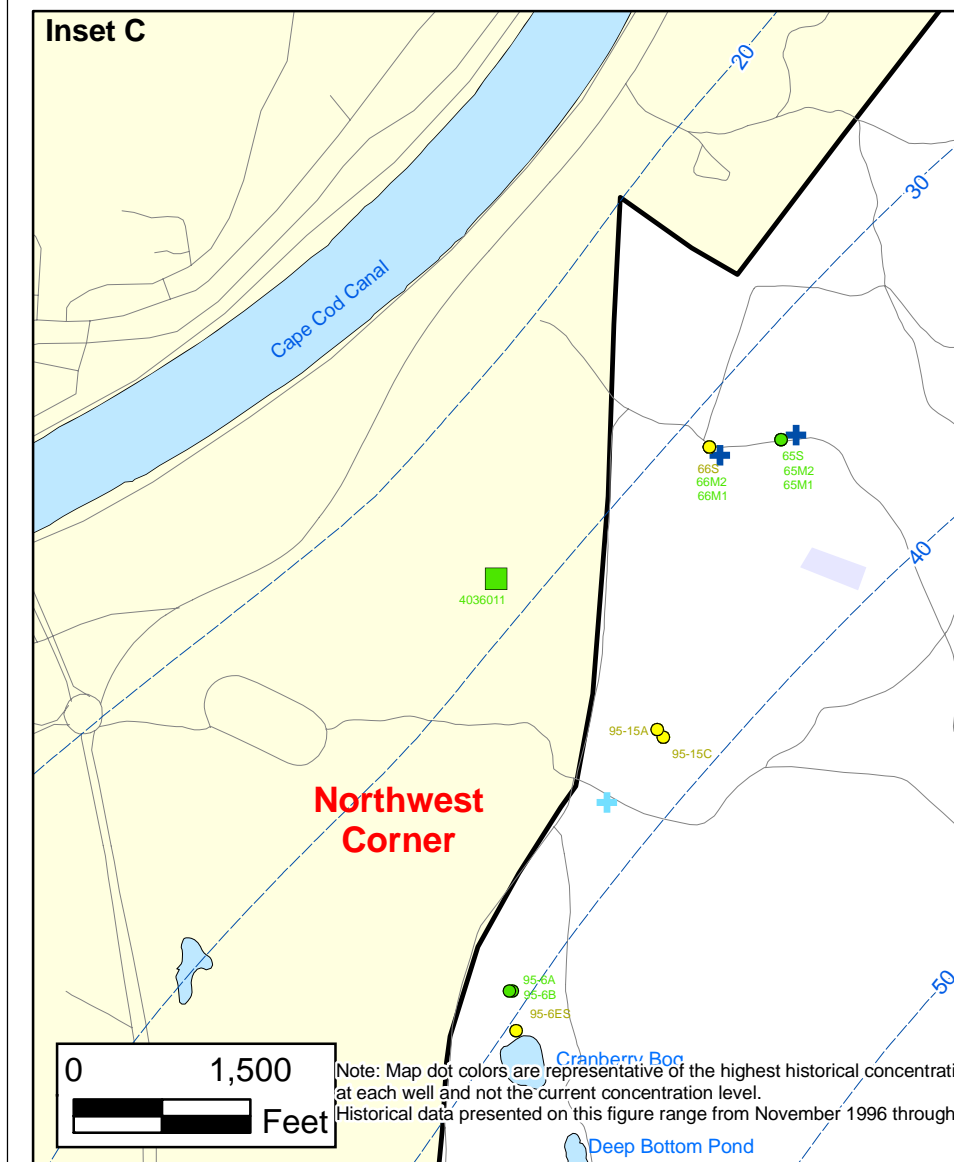 Inset C
20
30
Cape Cod Canal
65S
65M2
65M1
66S
66M2
66M1
40
4036011
95-15A
95-15C
Northwest
Corner
95-6A
95-6B
50
95-6ES
Cranberry Bog
0 1,500
Feet
Note: Map dot colors are representative of the highest historical concentrati
at each well and not the current concentration level.
Historical data presented on this figure range from November 1996 through
Deep Bottom Pond